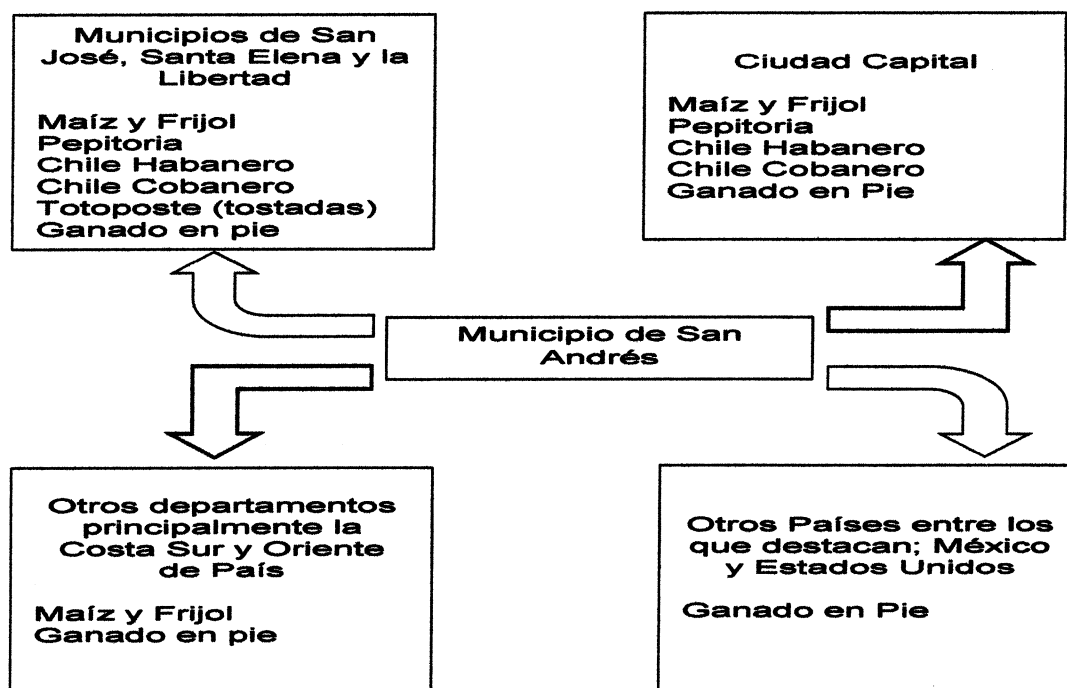 Municipios de San
José, Santa Elena y la
Libertad
Maíz y Frijol
Pepitoria
Chile Habanero
Chile Cobanero
Totoposte (tostadas)
Ganado en pie
Ciudad Capital
Maíz y Frijol
Pepitoria
Chile Habanero
Chile Cobanero
Ganado en Pie
Municipio de San
Andrés
Otros departamentos
principalmente la
Costa Sur y Oriente
de País
Maíz y Frijol
Ganado en pie
Otros Países entre los
que destacan; México
y Estados Unidos
Ganado en Pie